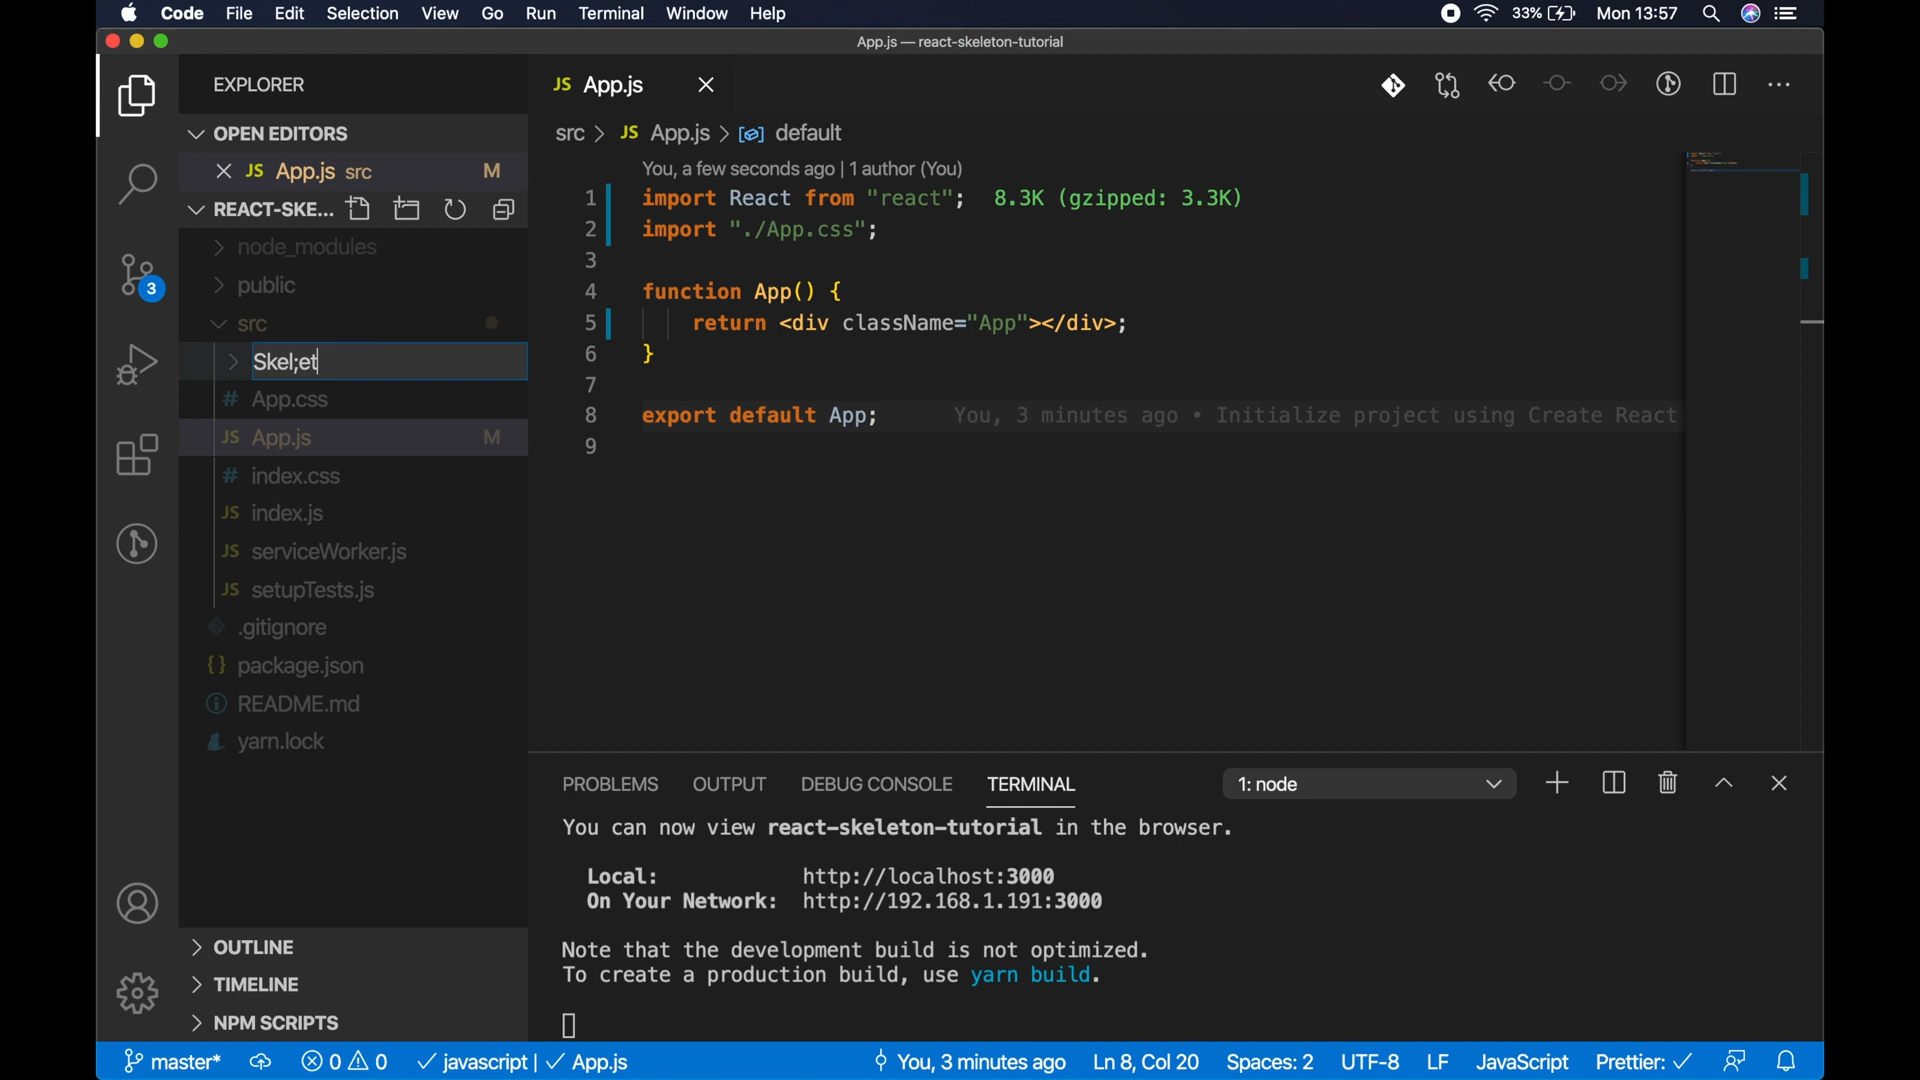 Code File Edit Selection View Go Run Terminal Window Help 33% Mon 13:57
App.js — react-skeleton-tutorial
EXPLORER
OPEN EDITORS
JS App.js src M
REACT-SKE...
node_modules
public
src
Skel;et
# App.css
JS App.js M
# index.css
JS index.js
JS serviceWorker.js
JS setupTests.js
.gitignore
{} package.json
README.md
yarn.lock
OUTLINE
TIMELINE
NPM SCRIPTS
3
JS App.js
src > JS App.js > default
You, a few seconds ago | 1 author (You)
1 import React from "react"; 8.3K (gzipped: 3.3K)
2 import "./App.css";
3
4 function App() {
5 return <div className="App"></div>;
6 }
7
8 export default App; You, 3 minutes ago • Initialize project using Create React
9
PROBLEMS OUTPUT DEBUG CONSOLE TERMINAL 1: node
You can now view react-skeleton-tutorial in the browser.
Local: http://localhost:3000
On Your Network: http://192.168.1.191:3000
Note that the development build is not optimized.
To create a production build, use yarn build.
master* 0 0 javascript | App.js You, 3 minutes ago Ln 8, Col 20 Spaces: 2 UTF-8 LF JavaScript Prettier: ✓